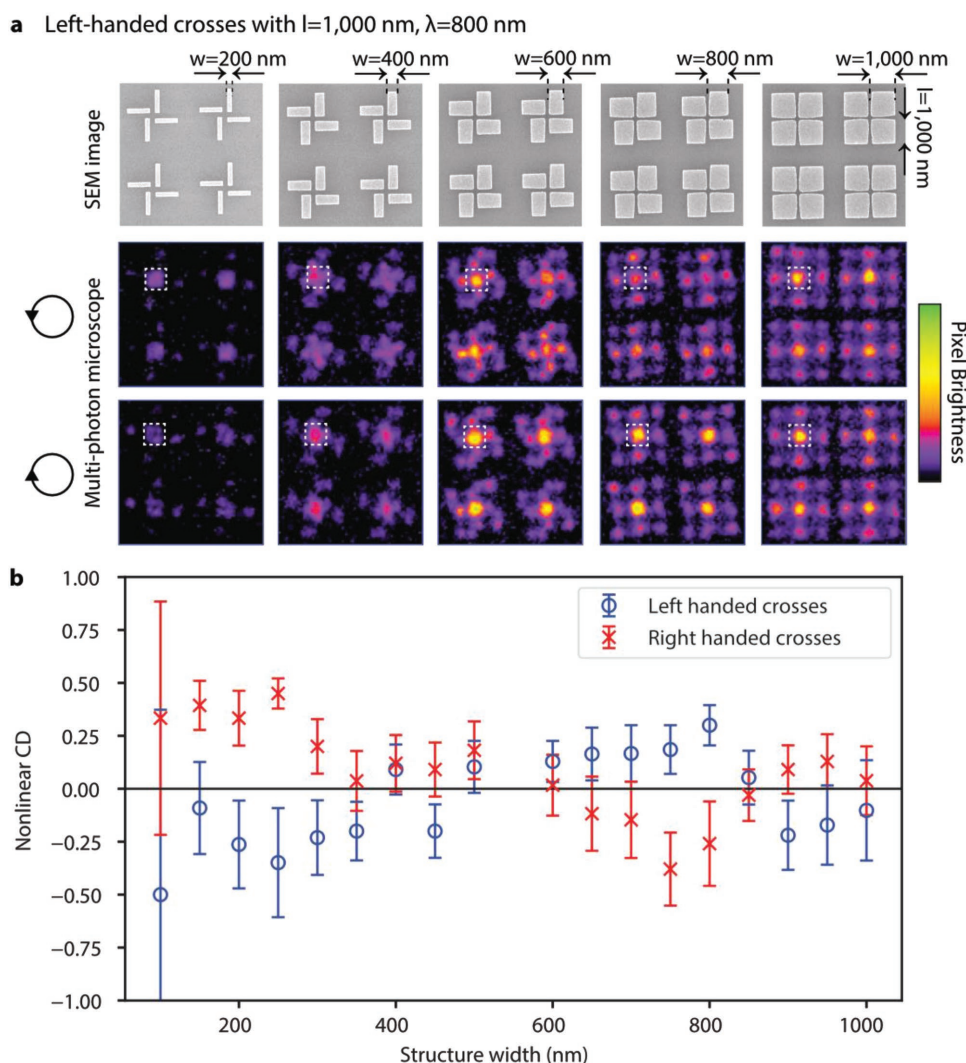 a Left-handed crosses with l=1,000 nm, λ=800 nm
w=200 nm w=400 nm w=600 nm w=800 nm w=1,000 nm
SEM image
l=1,000 nm
Multi-photon microscope
Pixel Brightness
b
Nonlinear CD
1.00
0.75
0.50
0.25
0.00
−0.25
−0.50
−0.75
−1.00
Left handed crosses
Right handed crosses
200 400 600 800 1000
Structure width (nm)